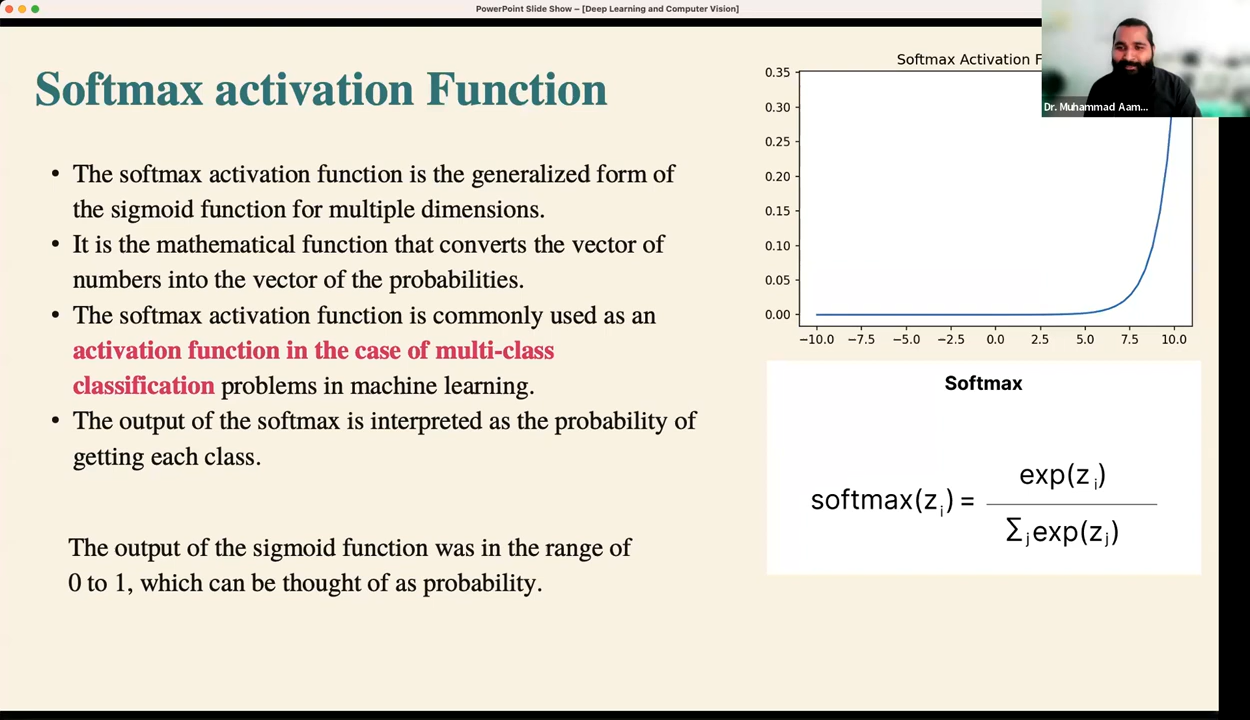 PowerPoint Slide Show – [Deep Learning and Computer Vision]
Softmax activation Function
• The softmax activation function is the generalized form of
the sigmoid function for multiple dimensions.
• It is the mathematical function that converts the vector of
numbers into the vector of the probabilities.
• The softmax activation function is commonly used as an
activation function in the case of multi-class
classification problems in machine learning.
• The output of the softmax is interpreted as the probability of
getting each class.
The output of the sigmoid function was in the range of
0 to 1, which can be thought of as probability.
Softmax Activation F
0.35
0.30
0.25
0.20
0.15
0.10
0.05
0.00
−10.0 −7.5 −5.0 −2.5 0.0 2.5 5.0 7.5 10.0
Dr. Muhammad Aam...
Softmax
exp(z i)
softmax(z i) =
Σ j exp(z j)